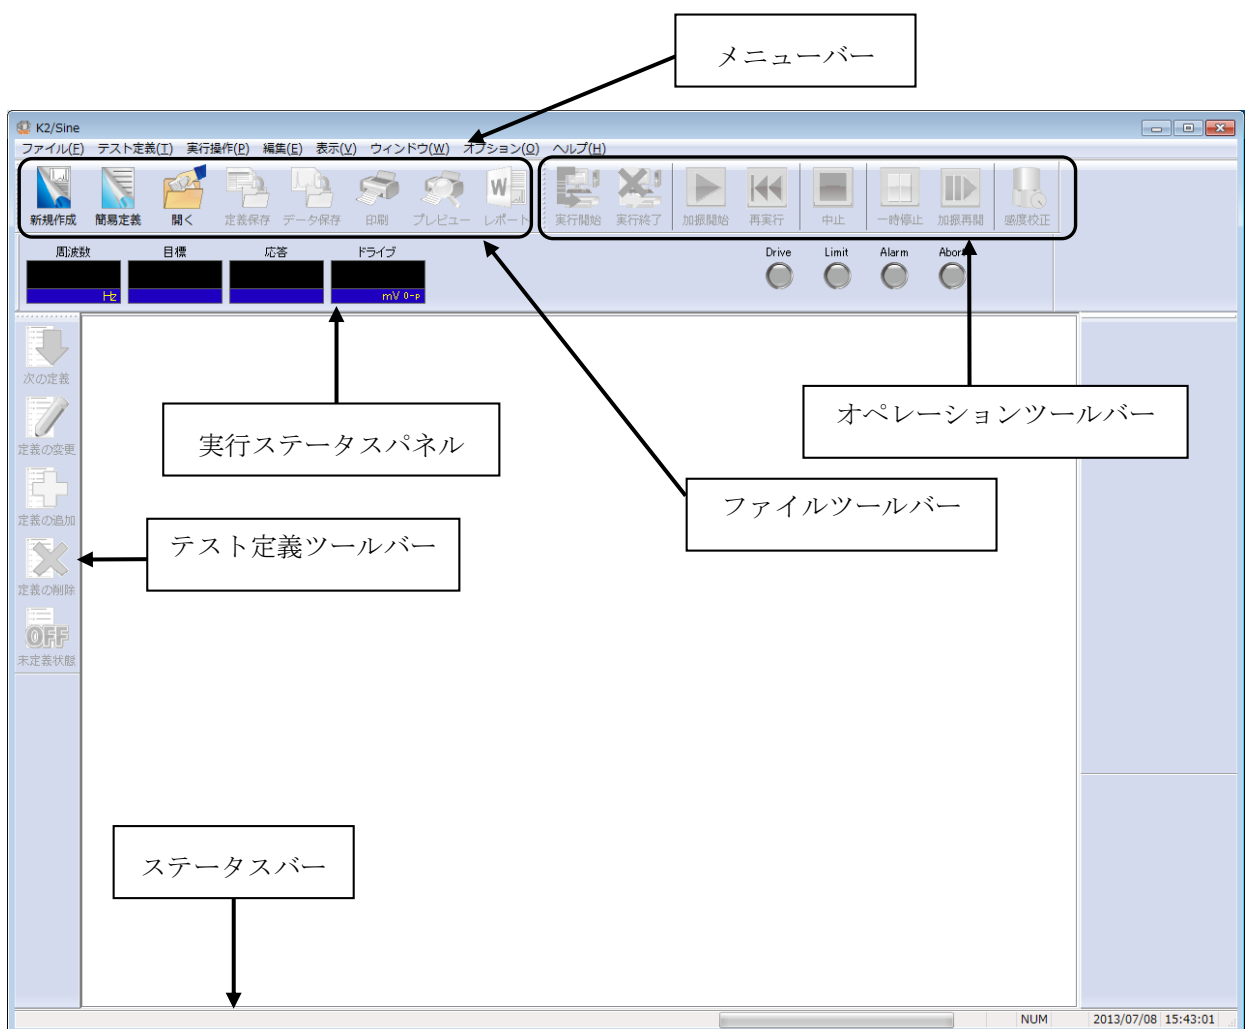 メニューバー
K2/Sine
ファイル(F) テスト定義(T) 実行操作(P) 編集(E) 表示(V) ウィンドウ(W) オプション(O) ヘルプ(H)
新規作成 簡易定義 開く 定義保存 データ保存 印刷 プレビュー レポート 実行開始 実行終了 加振開始 再実行 中止 一時停止 加振再開 感度校正
周波数 目標 応答 ドライブ Drive Limit Alarm Abor
Hz mV 0-p
次の定義
オペレーションツールバー
実行ステータスパネル
定義の変更
ファイルツールバー
定義の追加
テスト定義ツールバー
定義の削除
OFF
未定義状態
ステータスバー
NUM 2013/07/08 15:43:01